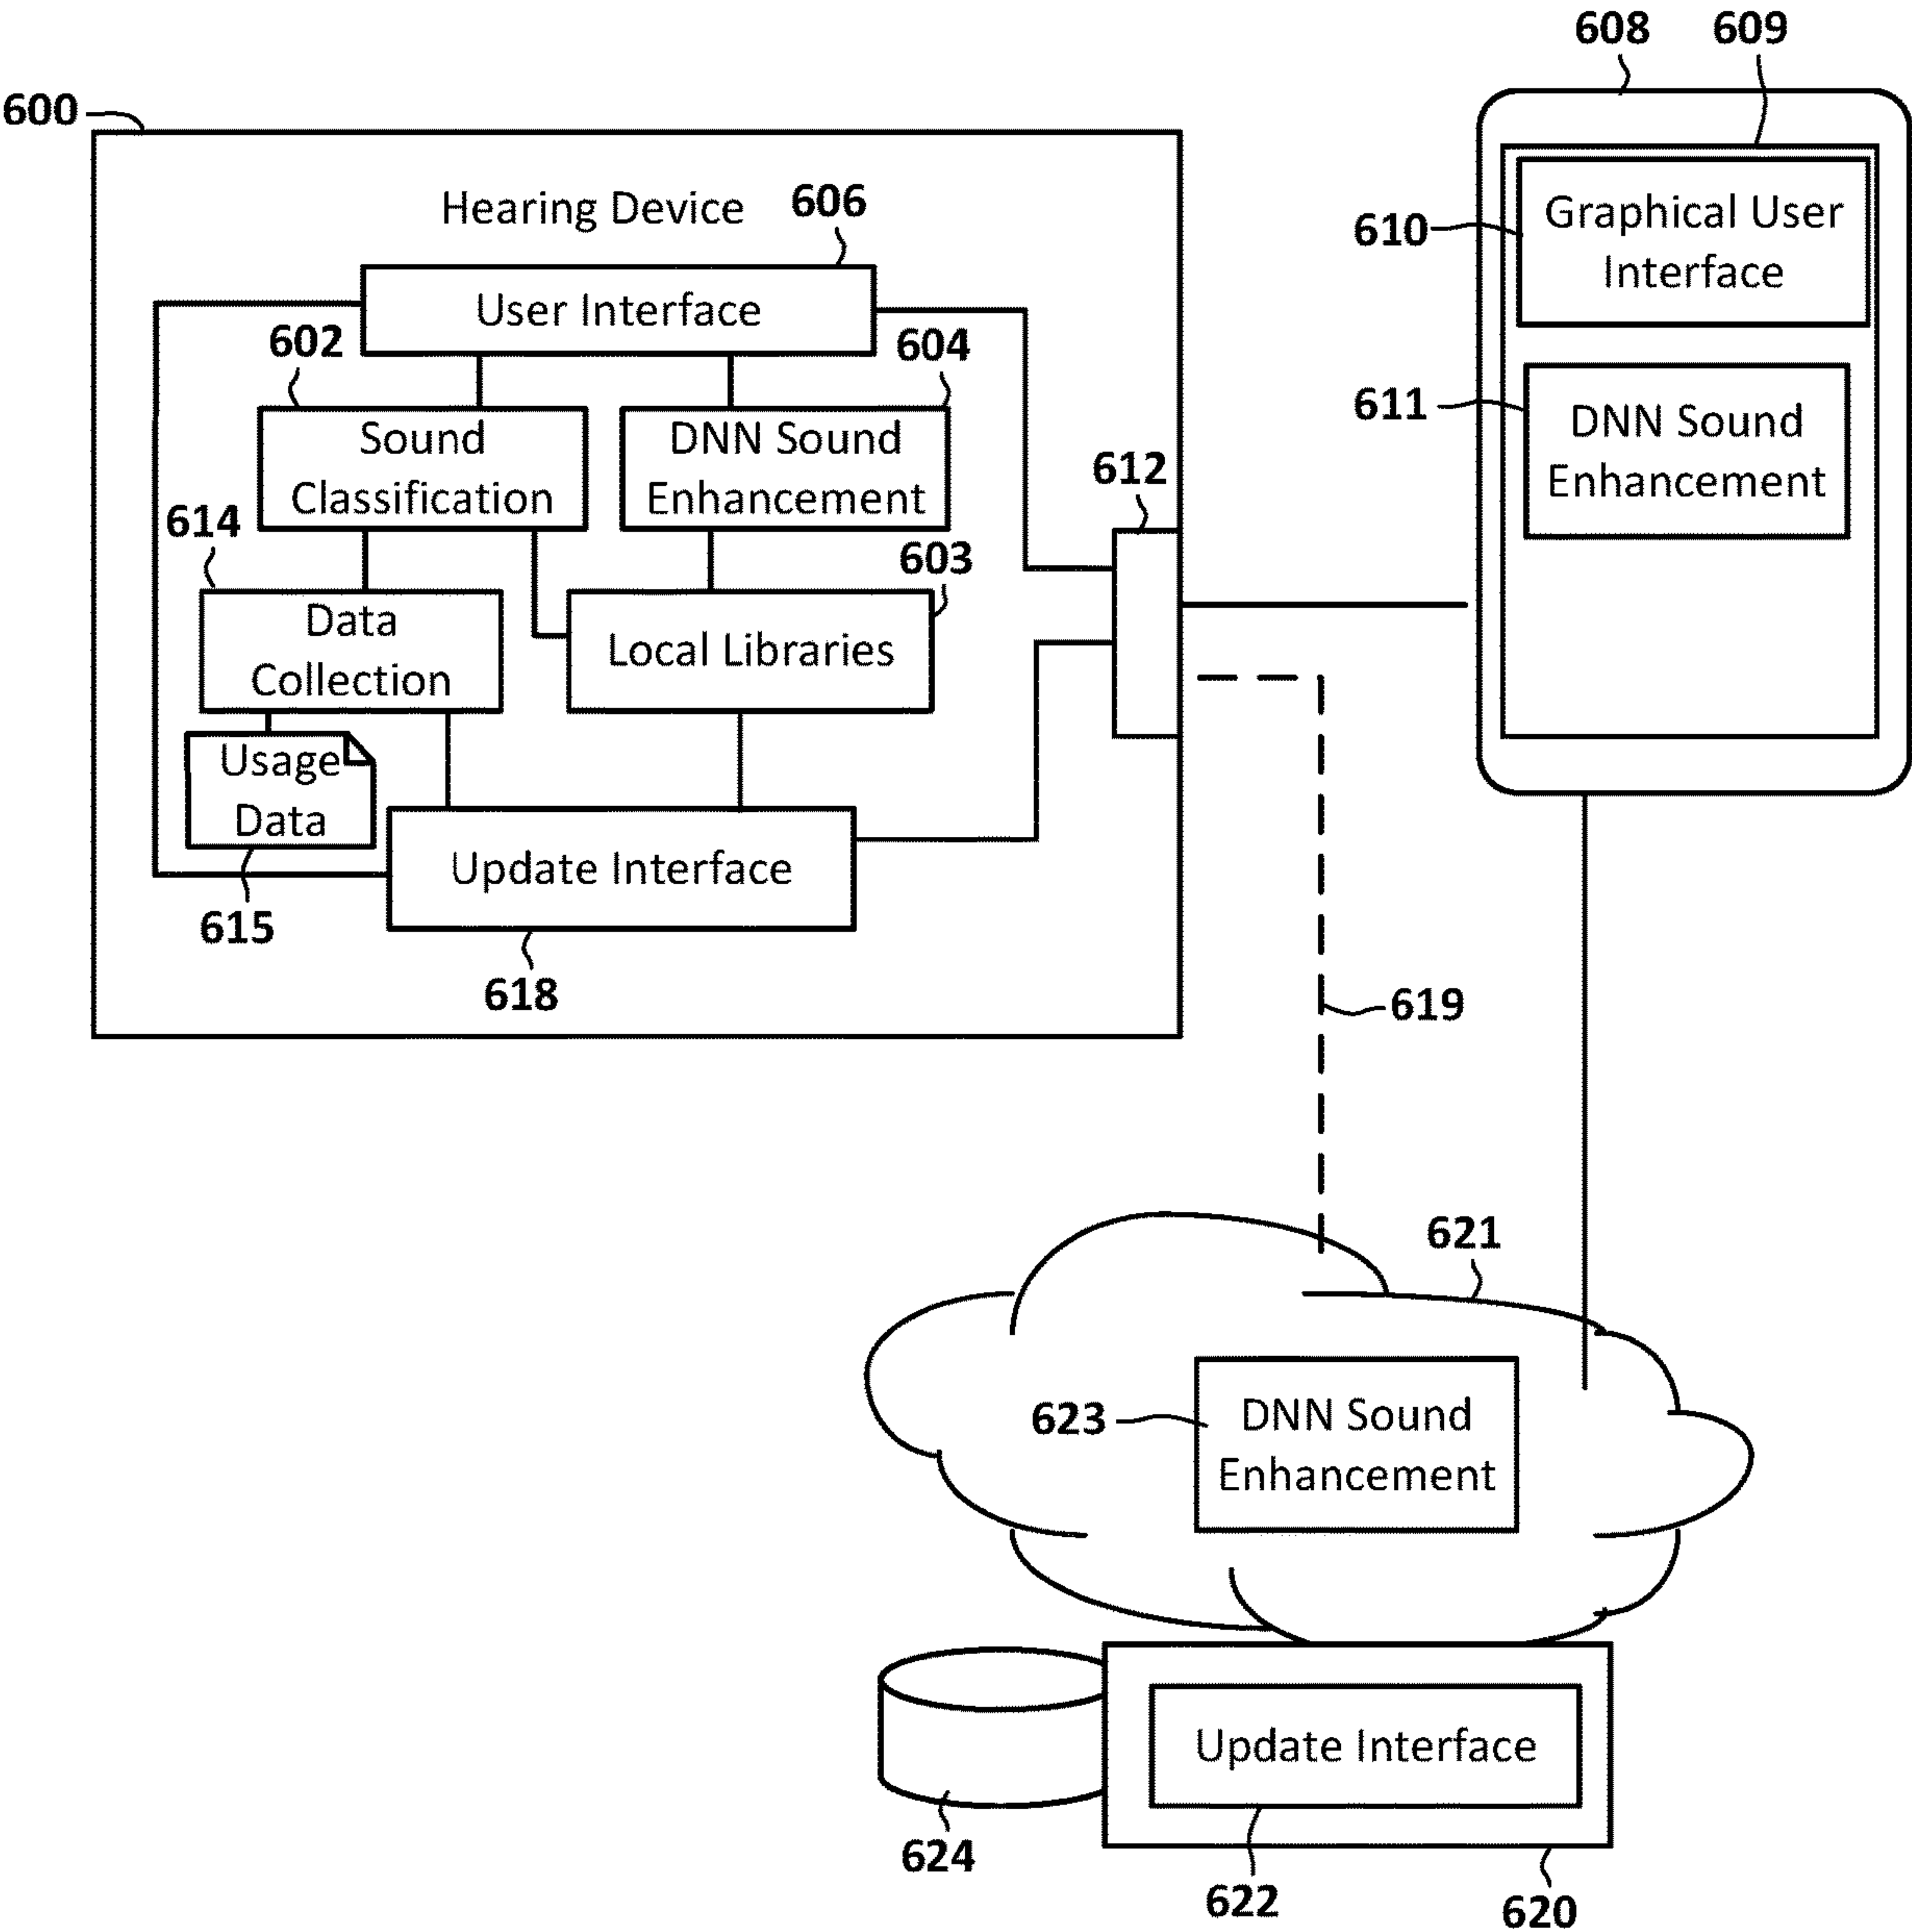 608
609
600
Hearing Device
606
610
Graphical User
Interface
User Interface
602
604
611
DNN Sound
Enhancement
Sound
Classification
DNN Sound
Enhancement
612
614
603
Data
Collection
Local Libraries
Usage
Data
Update Interface
615
618
619
621
623
DNN Sound
Enhancement
Update Interface
624
622
620